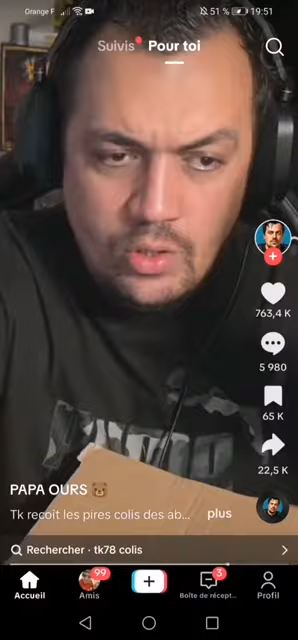 Orange F 51 % 19:51
Suivis Pour toi
763,4 K
5 980
65 K
22,5 K
PAPA OURS 🐻
Tk recoit les pires colis des ab... plus
Rechercher · tk78 colis
99
3
Accueil Amis Boîte de récept... Profil